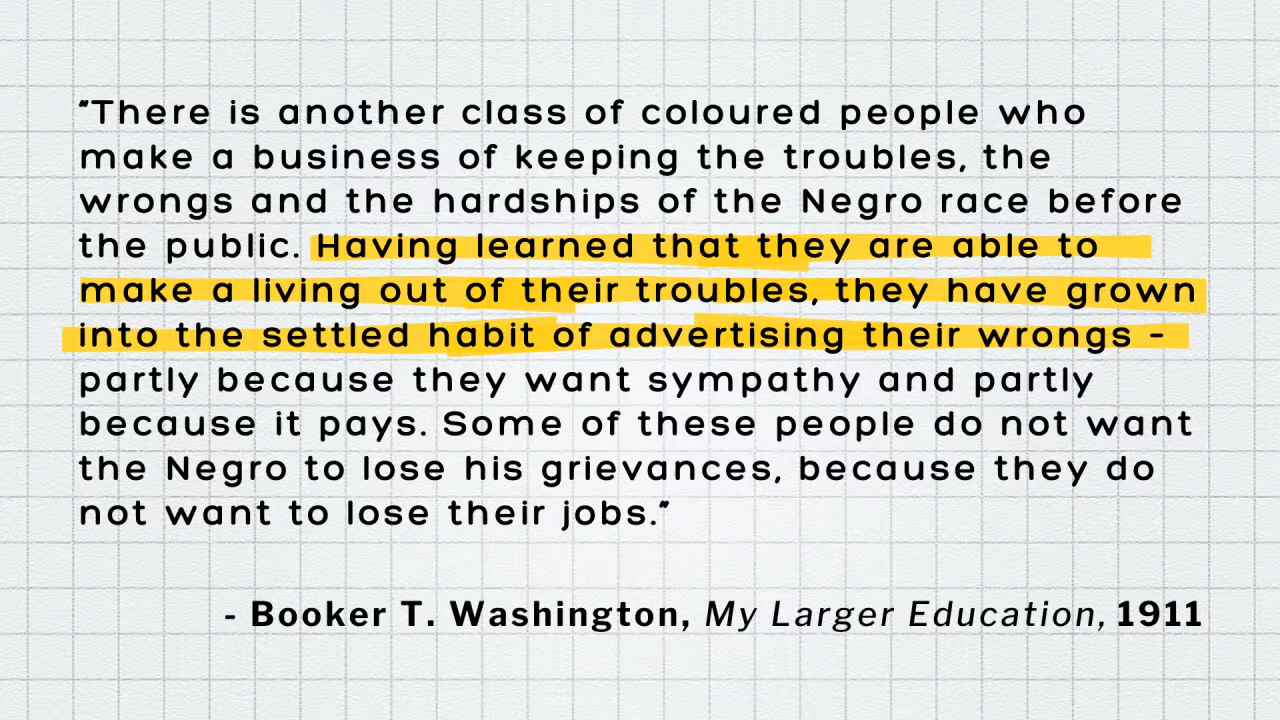 “There is another class of coloured people who
make a business of keeping the troubles, the
wrongs and the hardships of the Negro race before
the public. Having learned that they are able to
make a living out of their troubles, they have grown
into the settled habit of advertising their wrongs -
partly because they want sympathy and partly
because it pays. Some of these people do not want
the Negro to lose his grievances, because they do
not want to lose their jobs.”
- Booker T. Washington, My Larger Education, 1911